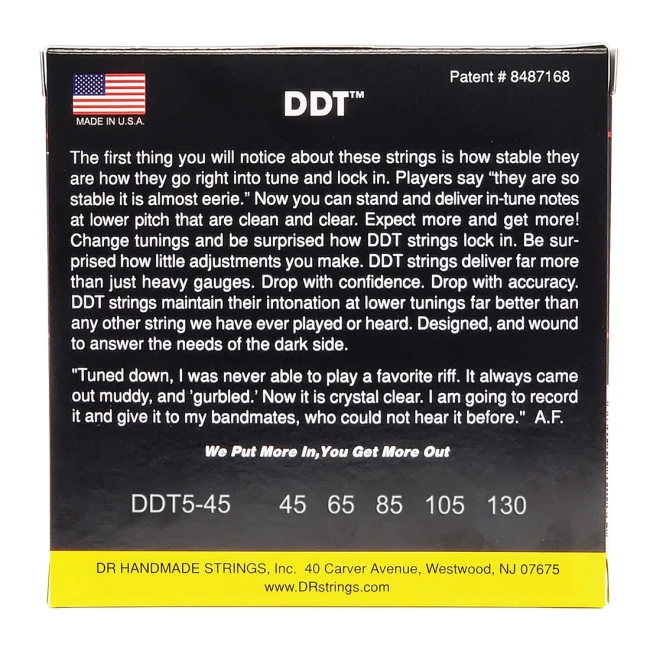 Patent # 8487168
DDT™
MADE IN U.S.A.
The first thing you will notice about these strings is how stable they
are how they go right into tune and lock in. Players say "they are so
stable it is almost eerie." Now you can stand and deliver in-tune notes
at lower pitch that are clean and clear. Expect more and get more!
Change tunings and be surprised how DDT strings lock in. Be sur-
prised how little adjustments you make. DDT strings deliver far more
than just heavy gauges. Drop with confidence. Drop with accuracy.
DDT strings maintain their intonation at lower tunings far better than
any other string we have ever played or heard. Designed, and wound
to answer the needs of the dark side.
"Tuned down, I was never able to play a favorite riff. It always came
out muddy, and 'gurbled.' Now it is crystal clear. I am going to record
it and give it to my bandmates, who could not hear it before." A.F.
We Put More In,You Get More Out
DDT5-45 45 65 85 105 130
DR HANDMADE STRINGS, Inc. 40 Carver Avenue, Westwood, NJ 07675
www.DRstrings.com